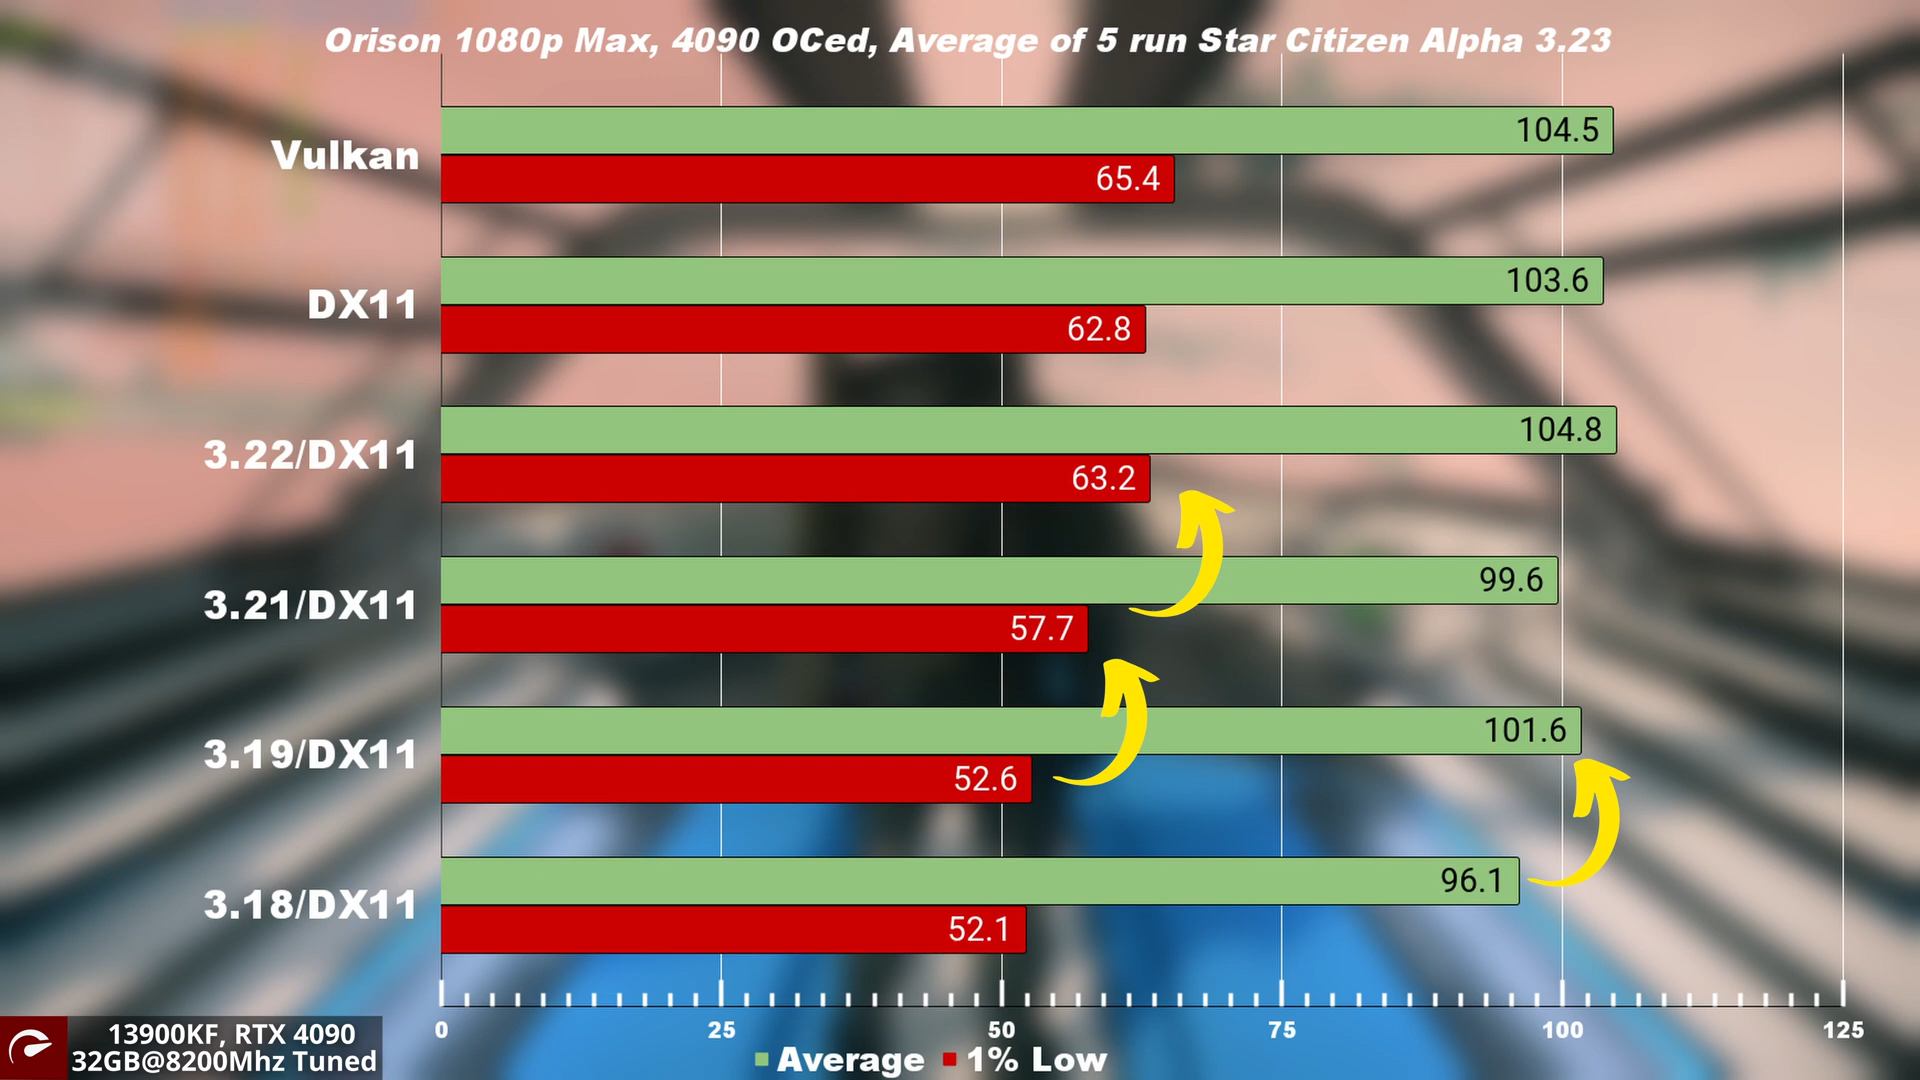 Orison 1080p Max, 4090 OCed, Average of 5 run Star Citizen Alpha 3.23
Vulkan
104.5
65.4
DX11
103.6
62.8
3.22/DX11
104.8
63.2
3.21/DX11
99.6
57.7
3.19/DX11
101.6
52.6
3.18/DX11
96.1
52.1
0 25 50 75 100 125
Average 1% Low
13900KF, RTX 4090
32GB@8200Mhz Tuned